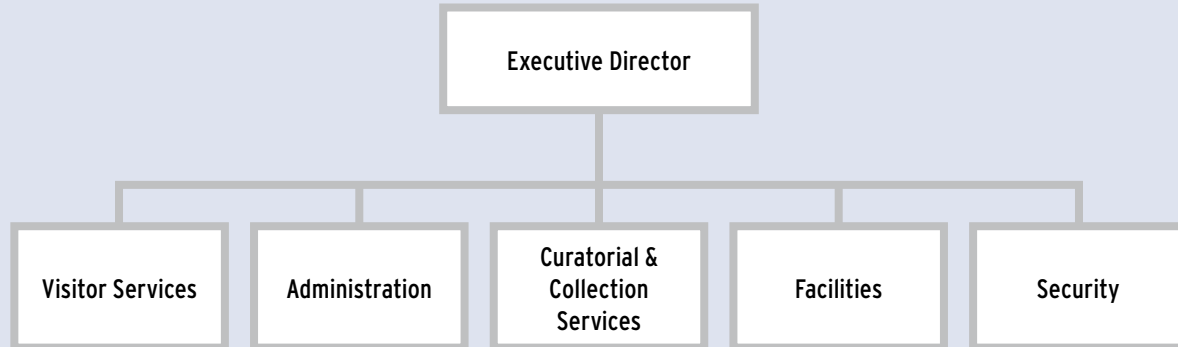 Executive Director
Visitor Services
Administration
Curatorial &
Collection
Services
Facilities
Security